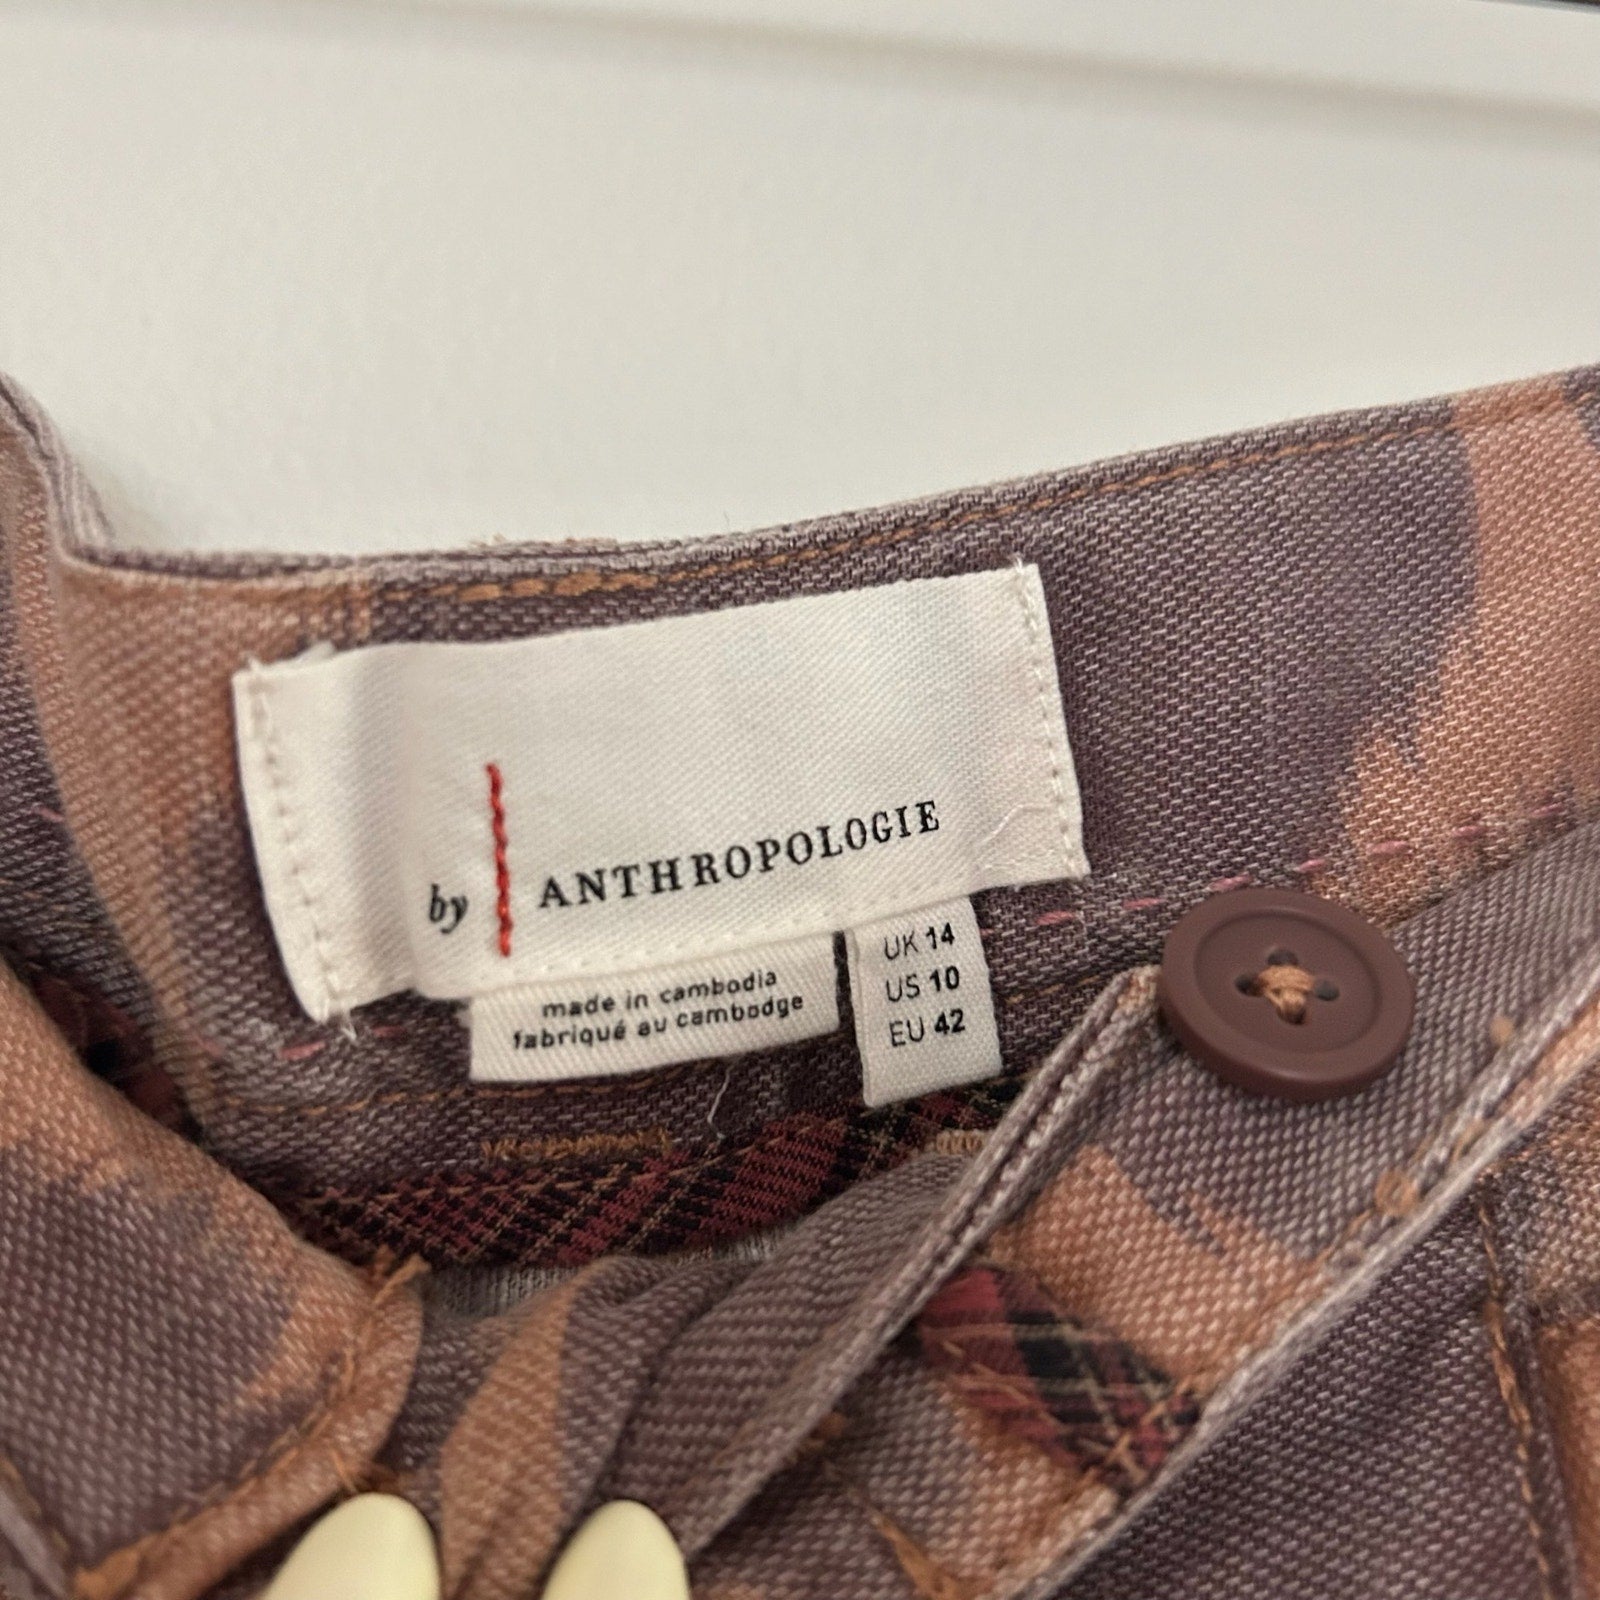 by ANTHROPOLOGIE
made in cambodia
fabriqué au cambodge
UK 14
US 10
EU 42